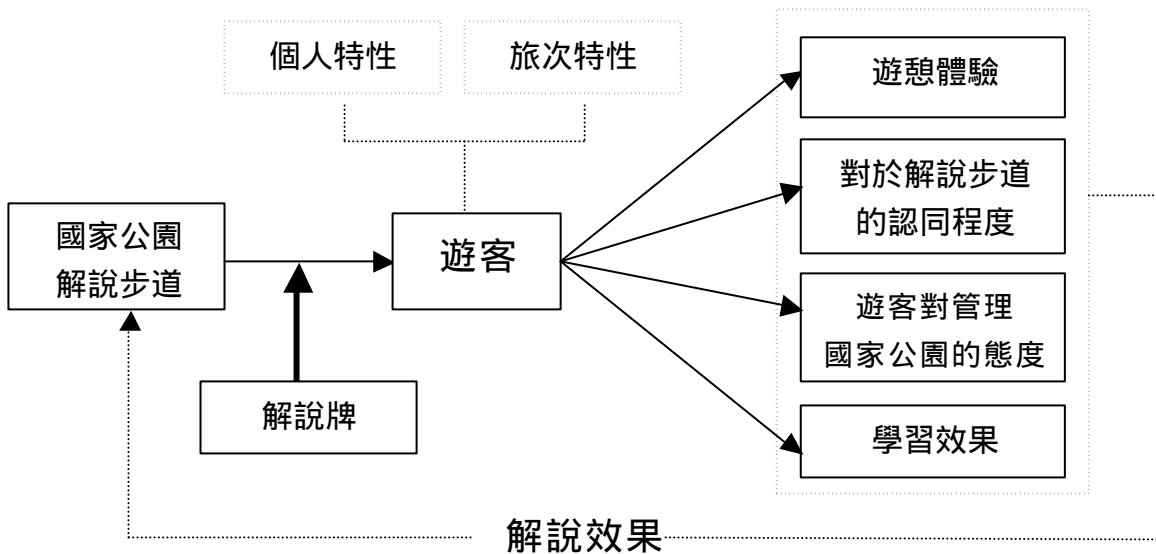 個人特性
旅次特性
遊憩體驗
對於解說步道
的認同程度
國家公園
解說步道
遊客
遊客對管理
國家公園的態度
解說牌
學習效果
解說效果